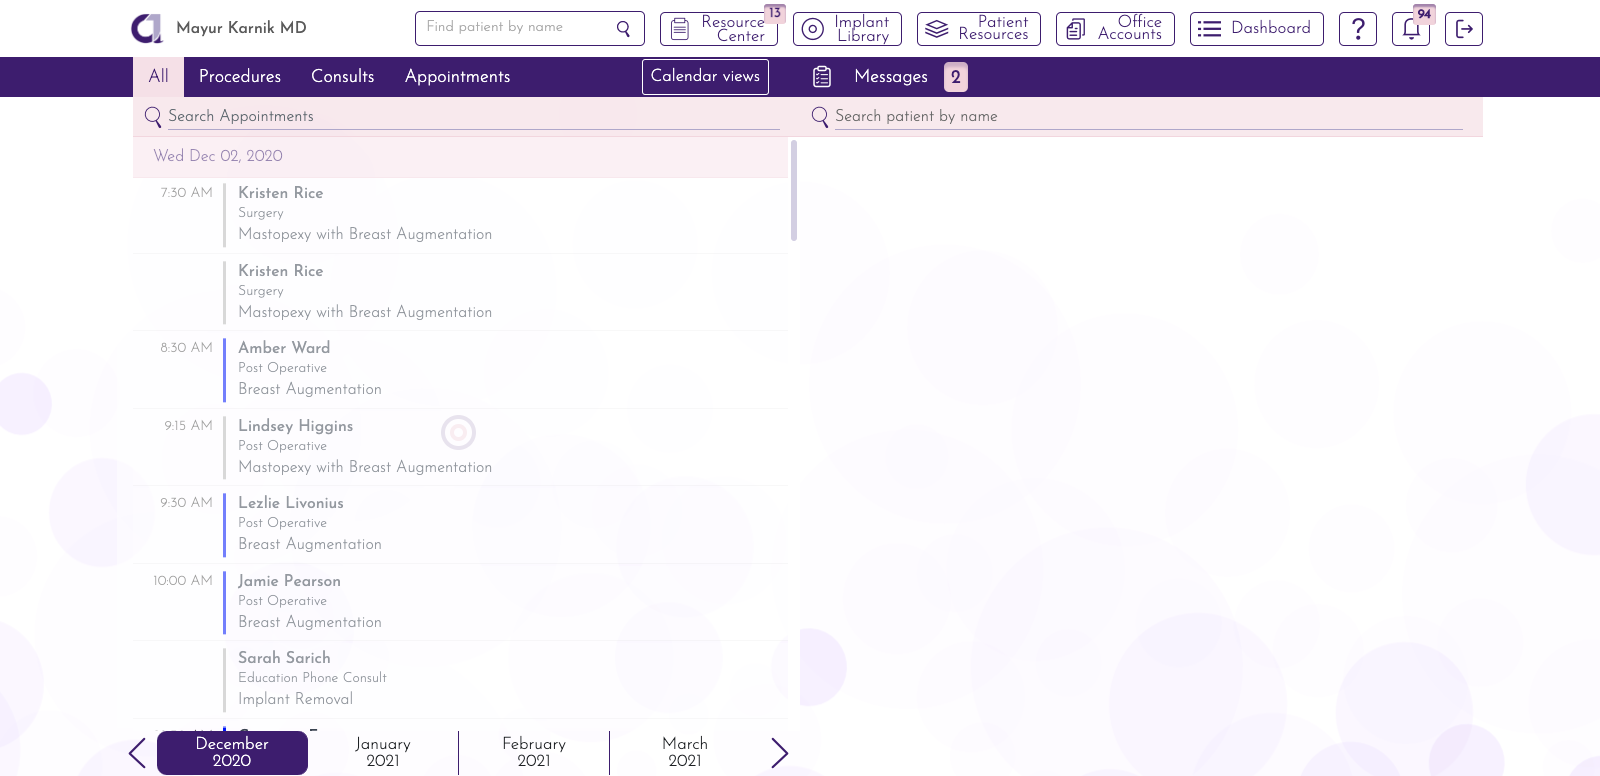 Mayur Karnik MD
Find patient by name
Resource Center
13
Implant Library
Patient Resources
Office Accounts
Dashboard
?
94
All
Procedures
Consults
Appointments
Calendar views
Messages
2
Search Appointments
Search patient by name
Wed Dec 02, 2020
7:30 AM
Kristen Rice
Surgery
Mastopexy with Breast Augmentation
Kristen Rice
Surgery
Mastopexy with Breast Augmentation
8:30 AM
Amber Ward
Post Operative
Breast Augmentation
9:15 AM
Lindsey Higgins
Post Operative
Mastopexy with Breast Augmentation
9:30 AM
Lezlie Livonius
Post Operative
Breast Augmentation
10:00 AM
Jamie Pearson
Post Operative
Breast Augmentation
Sarah Sarich
Education Phone Consult
Implant Removal
December 2020
January 2021
February 2021
March 2021